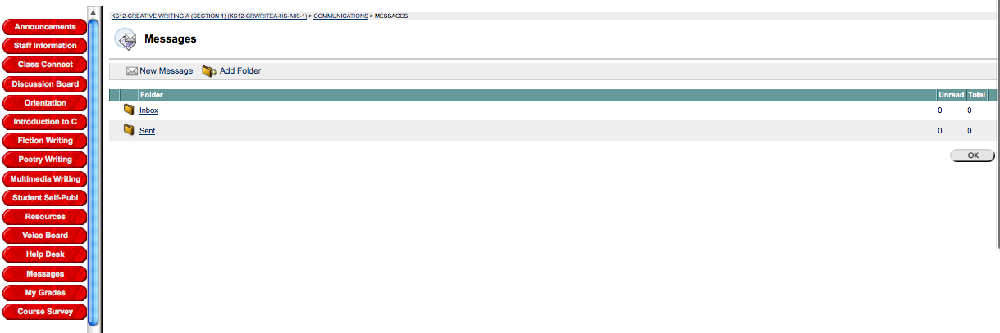 KS12-CREATIVE WRITING A (SECTION 1) (KS12-CRWRITEA-HS-A09-1) > COMMUNICATIONS > MESSAGES
Messages
New Message Add Folder
Folder Unread Total
Inbox 0 0
Sent 0 0
OK
Announcements
Staff Information
Class Connect
Discussion Board
Orientation
Introduction to C
Fiction Writing
Poetry Writing
Multimedia Writing
Student Self-Publ
Resources
Voice Board
Help Desk
Messages
My Grades
Course Survey